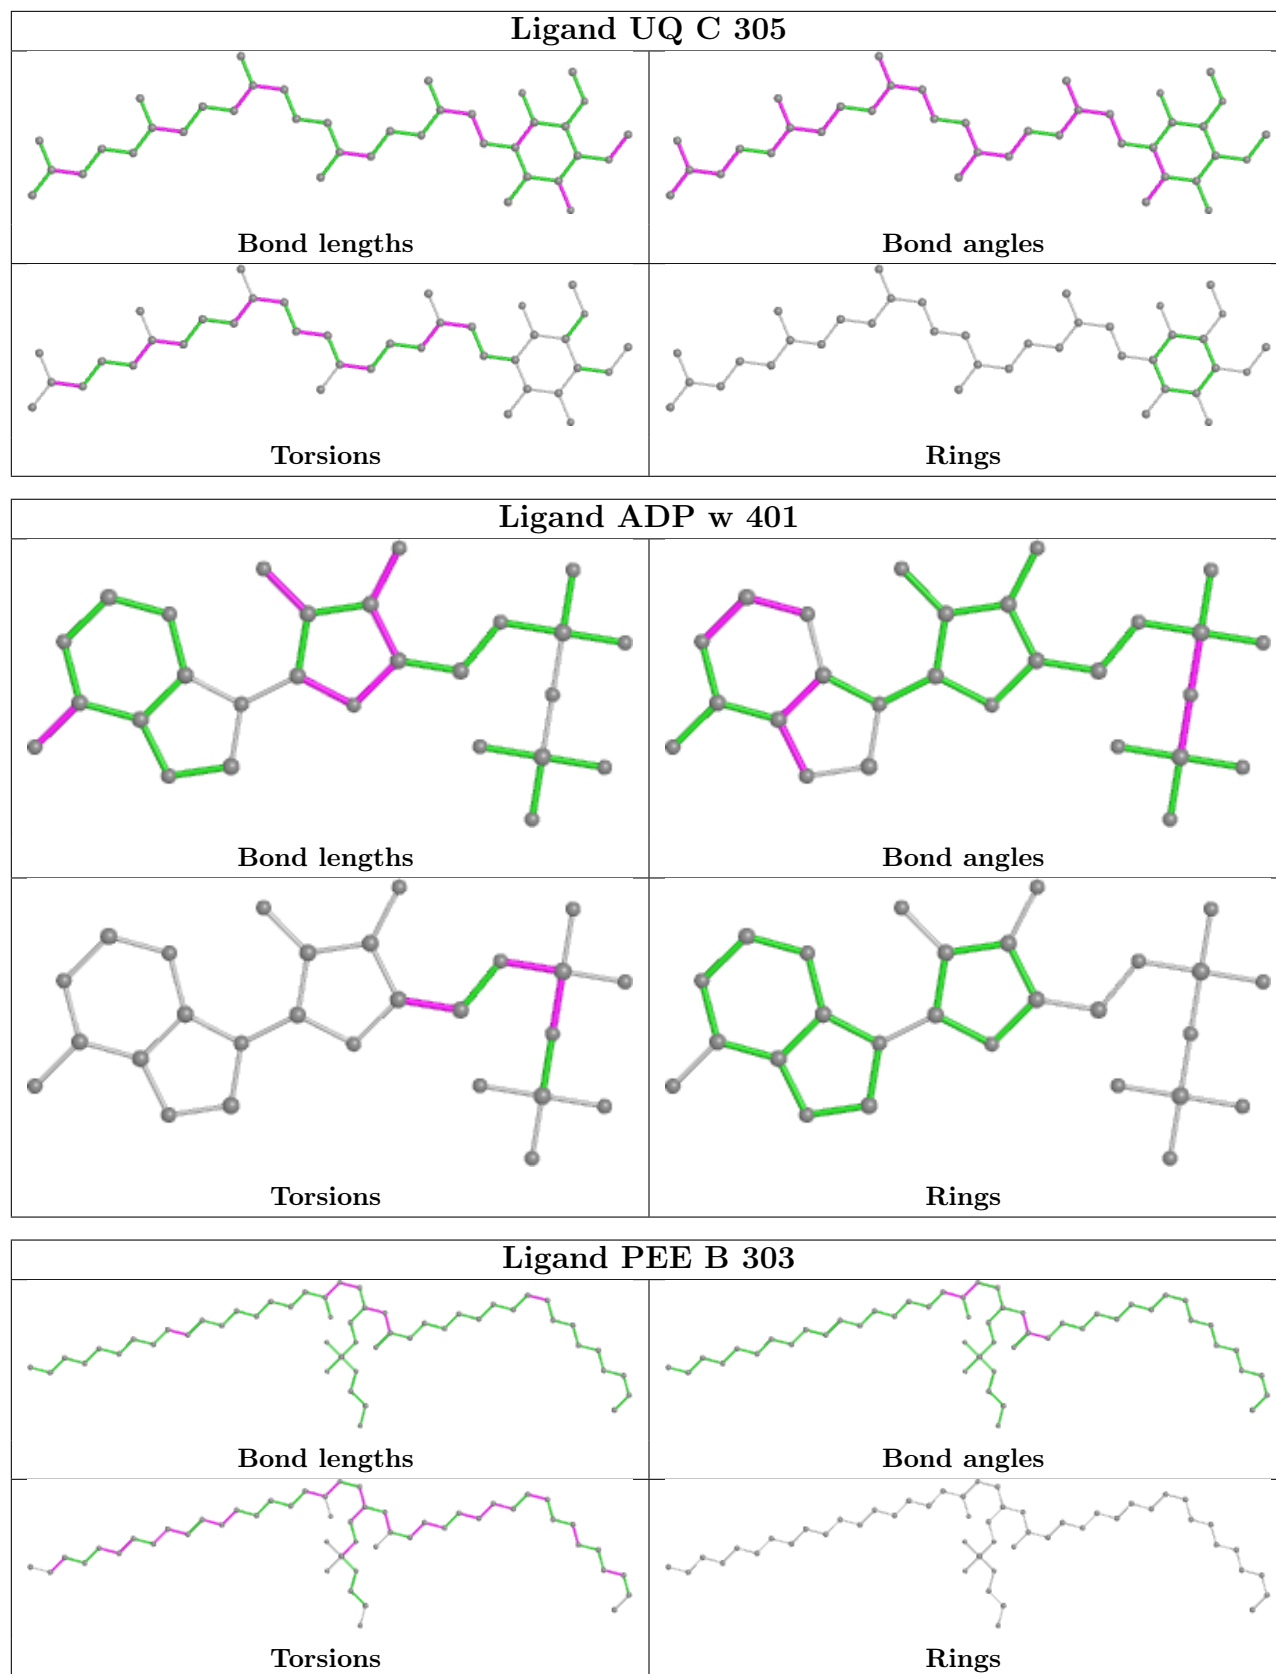 Ligand UQ C 305
Bond lengths
Bond angles
Torsions
Rings
Ligand ADP w 401
Bond lengths
Bond angles
Torsions
Rings
Ligand PEE B 303
Bond lengths
Bond angles
Torsions
Rings